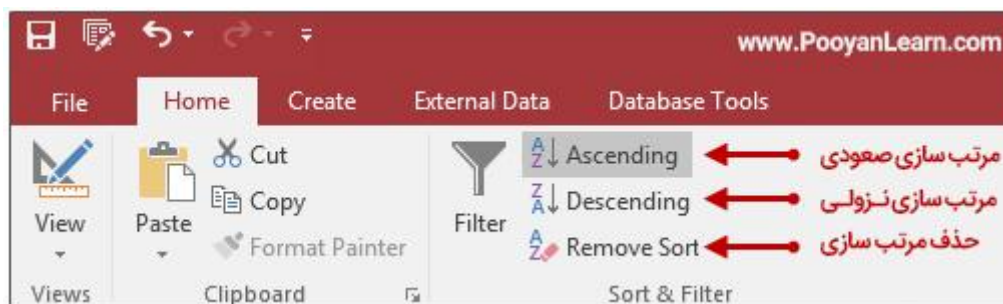 www.PooyanLearn.com
File Home Create External Data Database Tools
View
Paste
Cut
Copy
Format Painter
Filter
Ascending مرتب سازی صعودی
Descending مرتب سازی نـزولـی
Remove Sort حذف مرتب سازی
Views Clipboard Sort & Filter